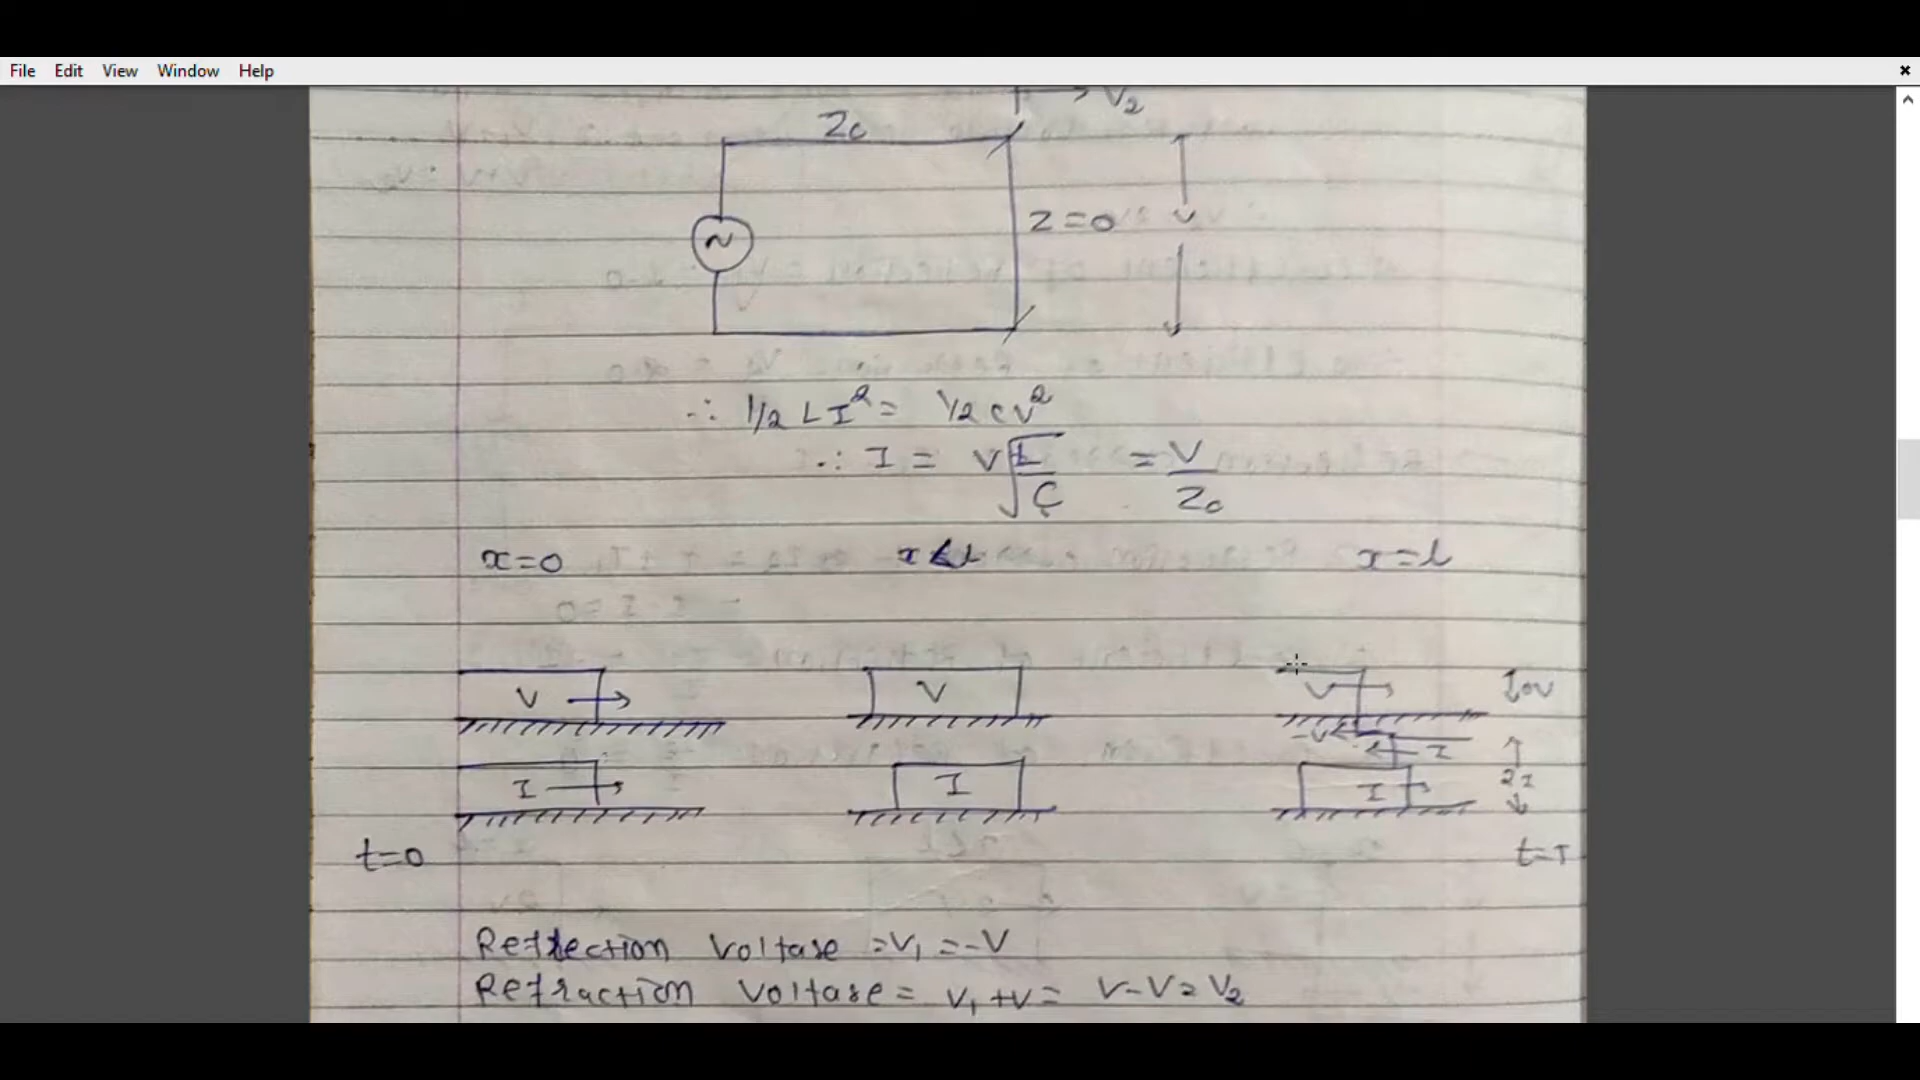 File Edit View Window Help
V2
Zc
~
Z=0
V
∴ 1/2 LI² = 1/2 CV²
∴ I = V√L/C = V/Zc
x=0 x<L x=l
V V V 0V
-V
I
I I I 2I
t=0 t=T
Reflection Voltage = V₁ = -V
Refraction Voltage = V₁ + V = V-V = V₂